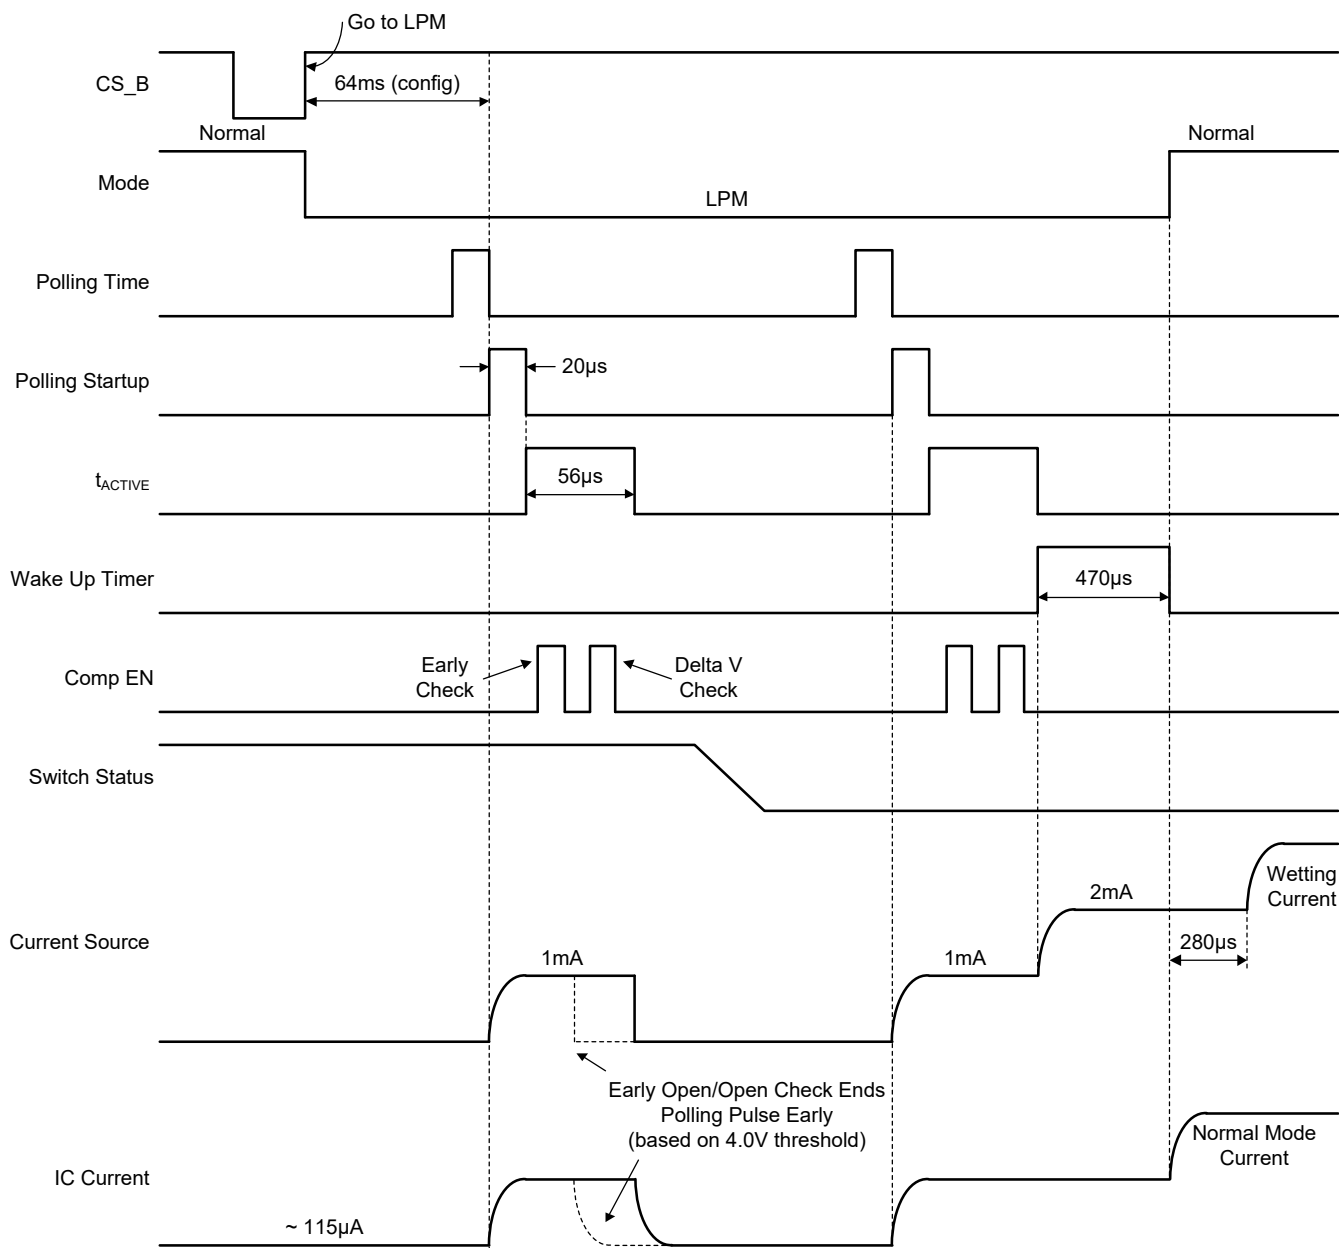 Go to LPM
CS_B
64ms (config)
Normal
Normal
Mode
LPM
Polling Time
Polling Startup
20µs
tACTIVE
56µs
Wake Up Timer
470µs
Comp EN
Early
Check
Delta V
Check
Switch Status
Wetting
Current
2mA
Current Source
1mA
1mA
280µs
Early Open/Open Check Ends
Polling Pulse Early
(based on 4.0V threshold)
Normal Mode
Current
IC Current
~ 115µA